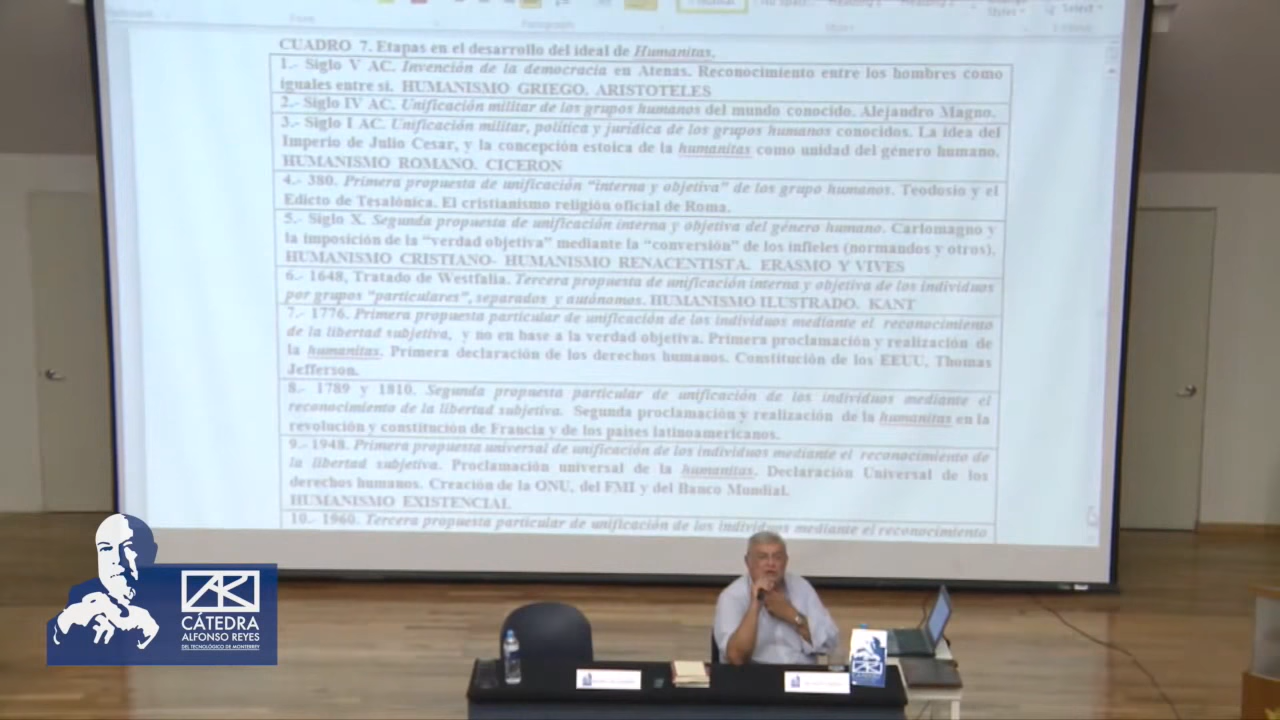 CUADRO 7. Etapas en el desarrollo del ideal de Humanitas.
1.- Siglo V AC. Invención de la democracia en Atenas. Reconocimiento entre los hombres como
iguales entre sí. HUMANISMO GRIEGO. ARISTOTELES
2.- Siglo IV AC. Unificación militar de los grupos humanos del mundo conocido. Alejandro Magno.
3.- Siglo I AC. Unificación militar, política y jurídica de los grupos humanos conocidos. La idea del
Imperio de Julio Cesar, y la concepción estoica de la humanitas como unidad del género humano.
HUMANISMO ROMANO. CICERON
4.- 380. Primera propuesta de unificación "interna y objetiva" de los grupo humanos. Teodosio y el
Edicto de Tesalónica. El cristianismo religión oficial de Roma.
5.- Siglo X. Segunda propuesta de unificación interna y objetiva del género humano. Carlomagno y
la imposición de la "verdad objetiva" mediante la "conversión" de los infieles (normandos y otros).
HUMANISMO CRISTIANO- HUMANISMO RENACENTISTA. ERASMO Y VIVES
6.- 1648, Tratado de Westfalia. Tercera propuesta de unificación interna y objetiva de los individuos
por grupos "particulares", separados y autónomos. HUMANISMO ILUSTRADO. KANT
7.- 1776. Primera propuesta particular de unificación de los individuos mediante el reconocimiento
de la libertad subjetiva, y no en base a la verdad objetiva. Primera proclamación y realización de
la humanitas. Primera declaración de los derechos humanos. Constitución de los EEUU, Thomas
Jefferson.
8.- 1789 y 1810. Segunda propuesta particular de unificación de los individuos mediante el
reconocimiento de la libertad subjetiva. Segunda proclamación y realización de la humanitas en la
revolución y constitución de Francia y de los países latinoamericanos.
9.- 1948. Primera propuesta universal de unificación de los individuos mediante el reconocimiento de
la libertad subjetiva. Proclamación universal de la humanitas. Declaración Universal de los
derechos humanos. Creación de la ONU, del FMI y del Banco Mundial.
HUMANISMO EXISTENCIAL
10.- 1960. Tercera propuesta particular de unificación de los individuos mediante el reconocimiento
CÁTEDRA
ALFONSO REYES
DEL TECNOLÓGICO DE MONTERREY